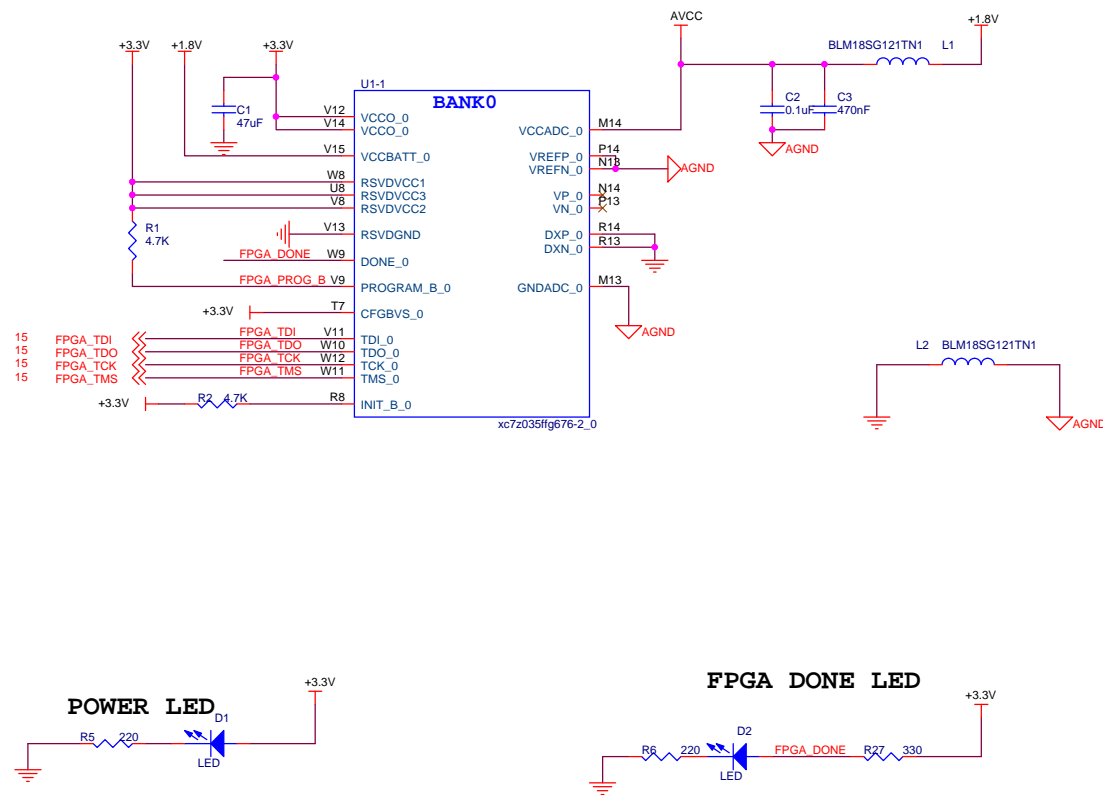 AVCC
+1.8V
+3.3V +1.8V +3.3V
BLM18SG121TN1 L1
U1-1
BANK0
C1
47uF
C2
0.1uF
C3
470nF
V12 VCCO_0
V14 VCCO_0
VCCADC_0 M14
V15 VCCBATT_0
VREFP_0 P14
VREFN_0 N13
AGND
AGND
W8 RSVDVCC1
U8 RSVDVCC3
V8 RSVDVCC2
VP_0 N14
VN_0 P13
R1
4.7K
V13 RSVDGND
DXP_0 R14
DXN_0 R13
FPGA_DONE W9 DONE_0
FPGA_PROG_B V9 PROGRAM_B_0
GNDADC_0 M13
+3.3V T7 CFGBVS_0
AGND
15 FPGA_TDI FPGA_TDI V11 TDI_0
15 FPGA_TDO FPGA_TDO W10 TDO_0
15 FPGA_TCK FPGA_TCK W12 TCK_0
15 FPGA_TMS FPGA_TMS W11 TMS_0
L2 BLM18SG121TN1
+3.3V R2 4.7K R8 INIT_B_0
xc7z035ffg676-2_0
AGND
POWER LED
+3.3V
D1
R5 220
LED
FPGA DONE LED
+3.3V
D2
R6 220 FPGA_DONE R27 330
LED